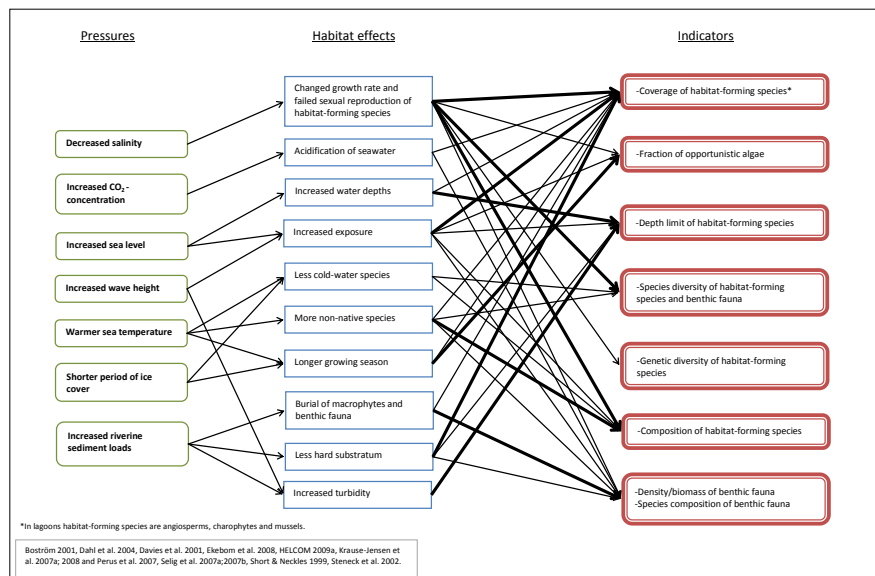 Pressures
Habitat effects
Indicators
Decreased salinity
Increased CO₂ -
concentration
Increased sea level
Increased wave height
Warmer sea temperature
Shorter period of ice
cover
Increased riverine
sediment loads
Changed growth rate and
failed sexual reproduction of
habitat-forming species
Acidification of seawater
Increased water depths
Increased exposure
Less cold-water species
More non-native species
Longer growing season
Burial of macrophytes and
benthic fauna
Less hard substratum
Increased turbidity
-Coverage of habitat-forming species*
-Fraction of opportunistic algae
-Depth limit of habitat-forming species
-Species diversity of habitat-forming
species and benthic fauna
-Genetic diversity of habitat-forming
species
-Composition of habitat-forming species
-Density/biomass of benthic fauna
-Species composition of benthic fauna
*In lagoons habitat-forming species are angiosperms, charophytes and mussels.
Boström 2001, Dahl et al. 2004, Davies et al. 2001, Ekebom et al. 2008, HELCOM 2009a, Krause-Jensen et
al. 2007a; 2008 and Perus et al. 2007, Selig et al. 2007a;2007b, Short & Neckles 1999, Steneck et al. 2002.